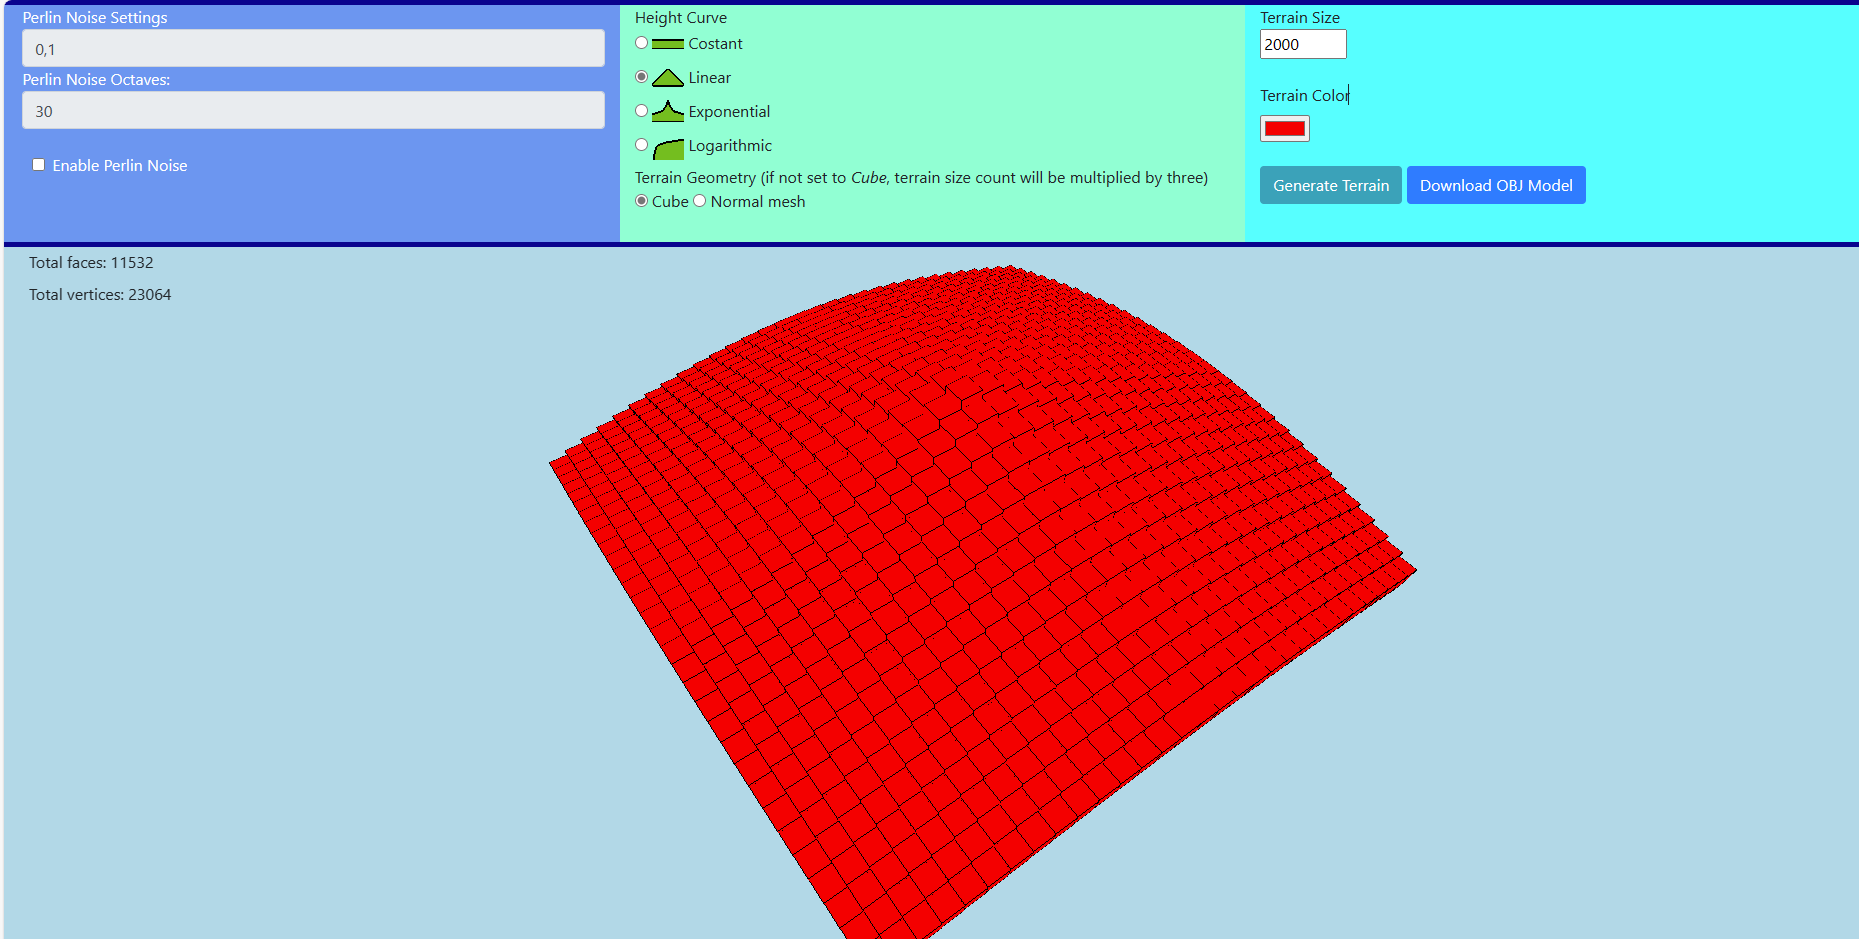 Perlin Noise Settings
0,1
Perlin Noise Octaves:
30
Enable Perlin Noise
Height Curve
Costant
Linear
Exponential
Logarithmic
Terrain Geometry (if not set to Cube, terrain size count will be multiplied by three)
Cube Normal mesh
Terrain Size
2000
Terrain Color
Generate Terrain Download OBJ Model
Total faces: 11532
Total vertices: 23064